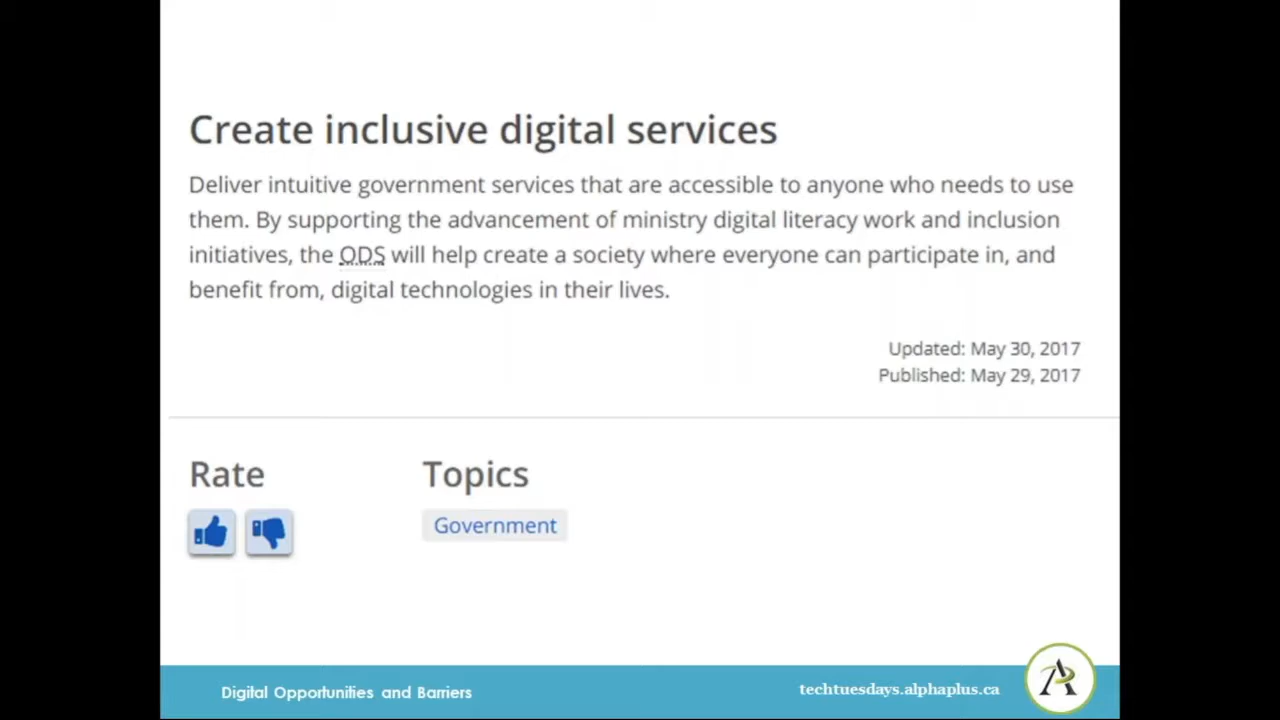 Create inclusive digital services
Deliver intuitive government services that are accessible to anyone who needs to use
them. By supporting the advancement of ministry digital literacy work and inclusion
initiatives, the ODS will help create a society where everyone can participate in, and
benefit from, digital technologies in their lives.
Updated: May 30, 2017
Published: May 29, 2017
Rate
Topics
Government
Digital Opportunities and Barriers
techtuesdays.alphaplus.ca